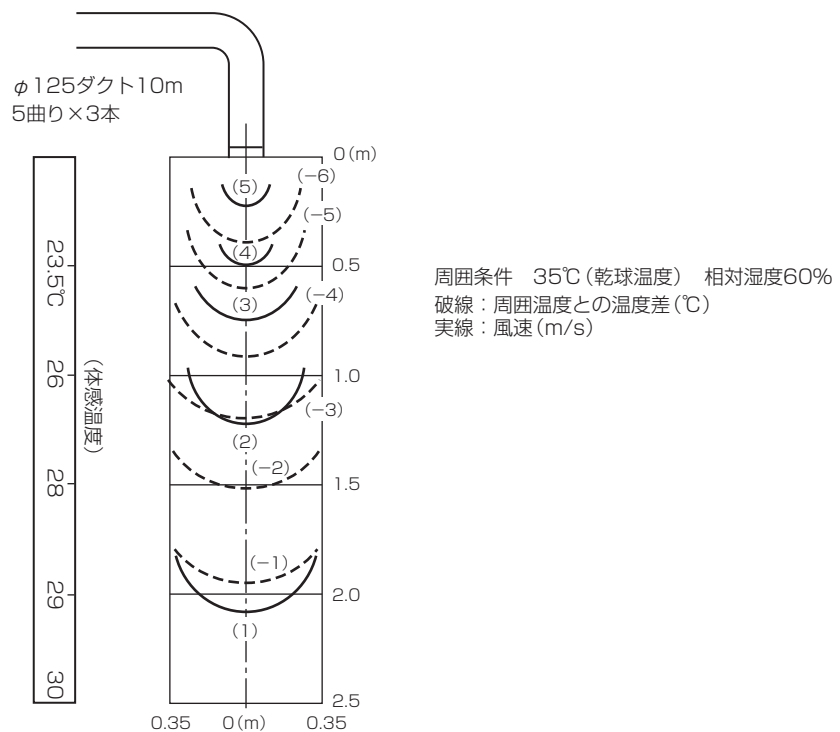 φ125ダクト10m
5曲り×3本
0(m)
(-6)
(5)
(-5)
(4)
0.5
(3)
(-4)
1.0
(-3)
(2)
(-2)
1.5
(-1)
2.0
(1)
2.5
0.35 0(m) 0.35
23.5℃
26
28
29
30
(体感温度)
周囲条件 35℃(乾球温度) 相対湿度60%
破線:周囲温度との温度差(℃)
実線:風速(m/s)